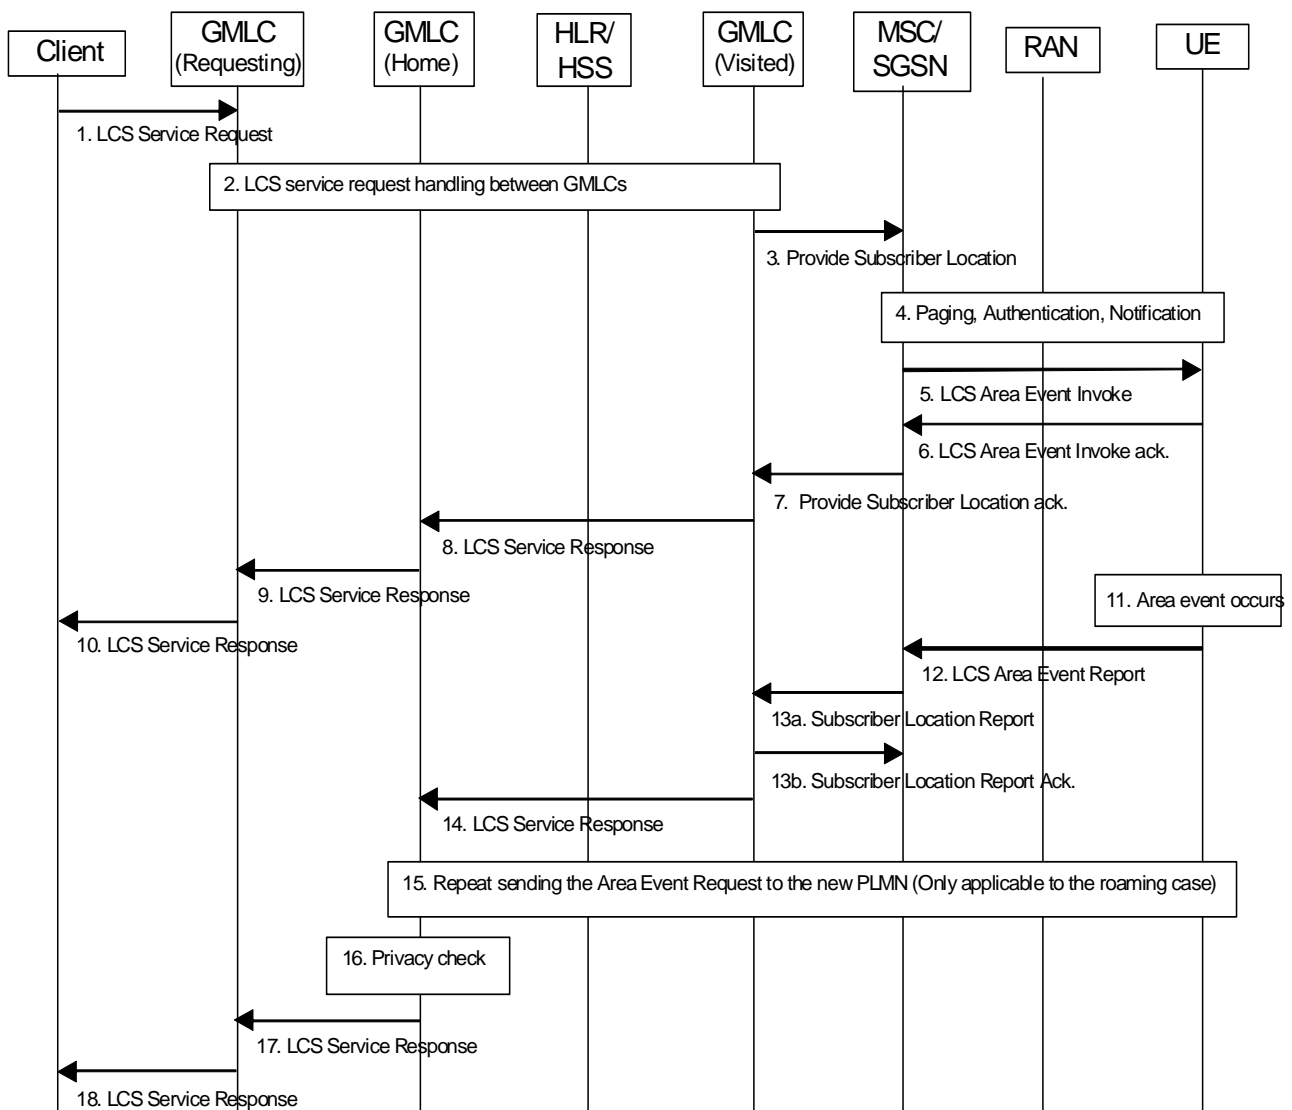 Client
GMLC
(Requesting)
GMLC
(Home)
HLR/
HSS
GMLC
(Visited)
MSC/
SGSN
RAN
UE
1. LCS Service Request
2. LCS service request handling between GMLCs
3. Provide Subscriber Location
4. Paging, Authentication, Notification
5. LCS Area Event Invoke
6. LCS Area Event Invoke ack.
7. Provide Subscriber Location ack.
8. LCS Service Response
9. LCS Service Response
10. LCS Service Response
11. Area event occurs
12. LCS Area Event Report
13a. Subscriber Location Report
13b. Subscriber Location Report Ack.
14. LCS Service Response
15. Repeat sending the Area Event Request to the new PLMN (Only applicable to the roaming case)
16. Privacy check
17. LCS Service Response
18. LCS Service Response